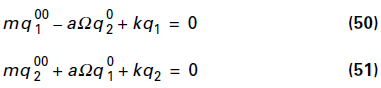 mq₁⁰⁰ – aΩq₂⁰ + kq₁ = 0 (50)
mq₂⁰⁰ + aΩq₁⁰ + kq₂ = 0 (51)